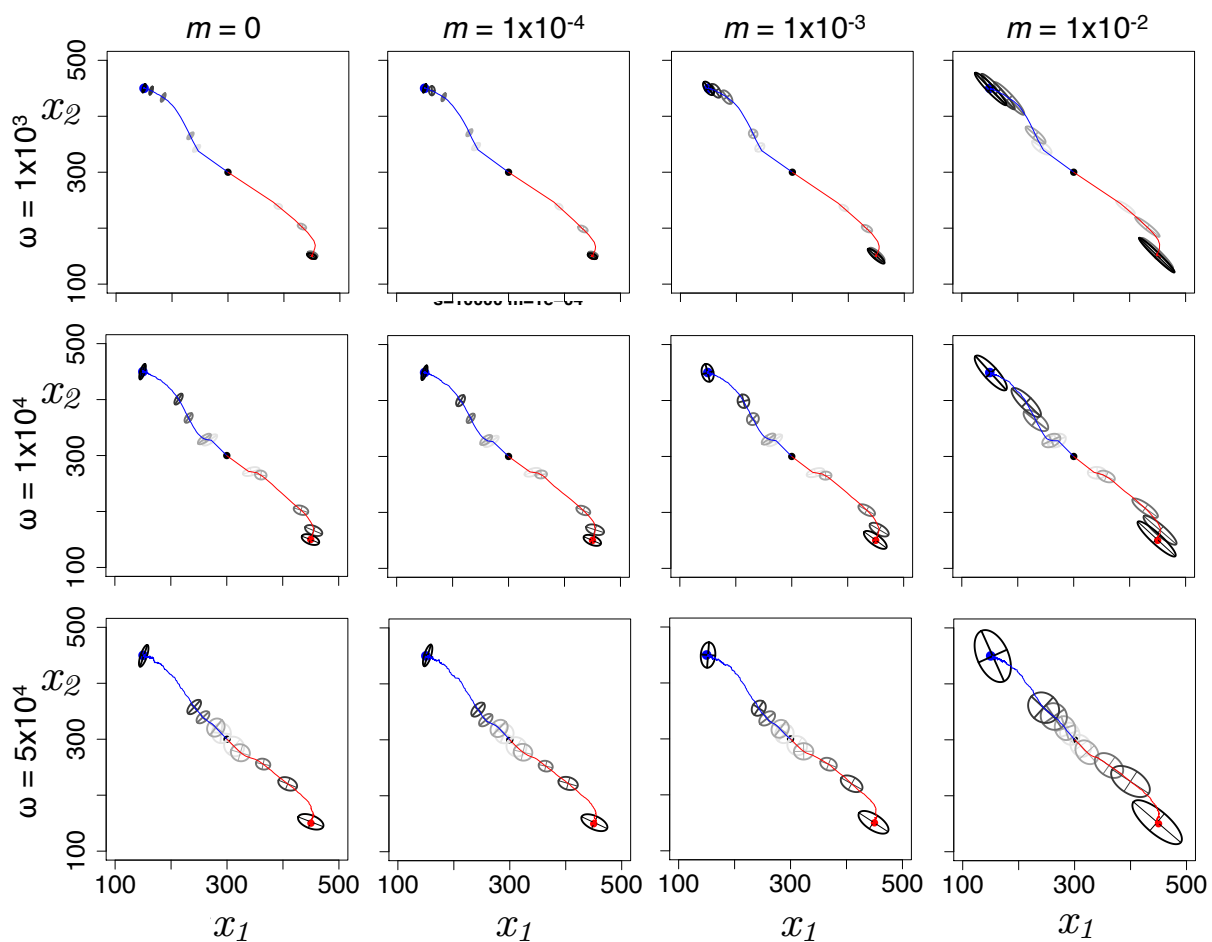 m = 0 m = 1x10⁻⁴ m = 1x10⁻³ m = 1x10⁻²
ω = 1x10³
x₂
500
300
100
ω = 1x10⁴
x₂
500
300
100
ω = 5x10⁴
x₂
500
300
100
100 300 500 100 300 500 100 300 500 100 300 500
x₁ x₁ x₁ x₁